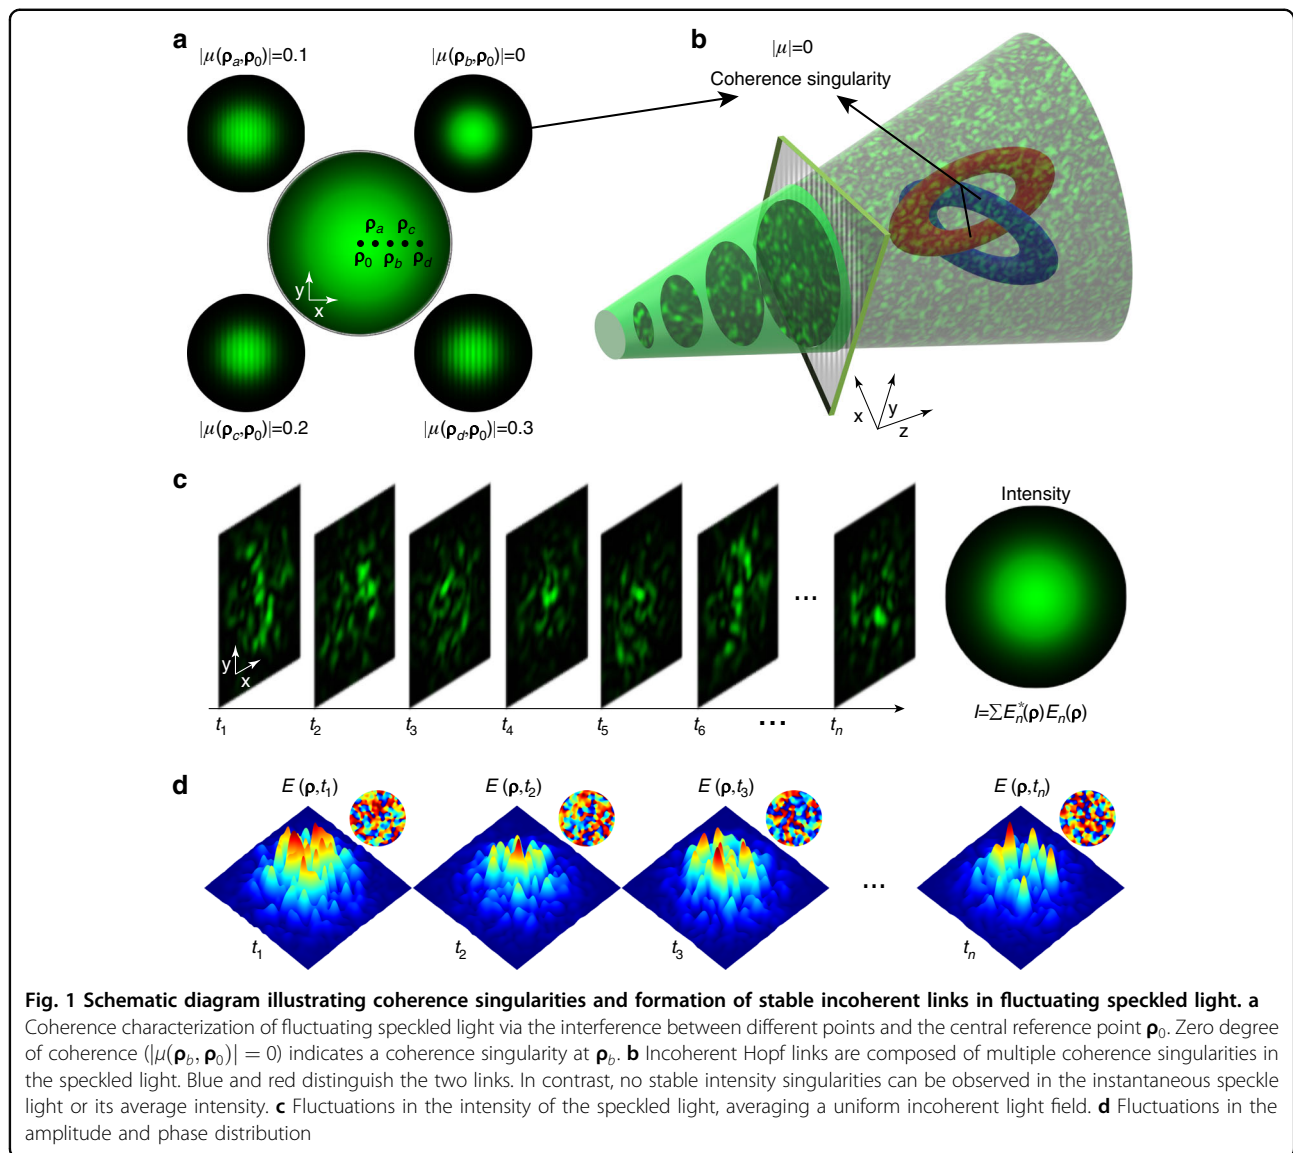 a
|μ(ρa,ρ0)|=0.1
|μ(ρb,ρ0)|=0
ρa ρc
ρ0 ρb ρd
y
x
|μ(ρc,ρ0)|=0.2
|μ(ρd,ρ0)|=0.3
b
|μ|=0
Coherence singularity
x
y
z
c
y
x
t1 t2 t3 t4 t5 t6 ... tn
...
Intensity
I=∑E*n(ρ)En(ρ)
d
E (ρ,t1) E (ρ,t2) E (ρ,t3) E (ρ,tn)
...
t1 t2 t3 tn
Fig. 1 Schematic diagram illustrating coherence singularities and formation of stable incoherent links in fluctuating speckled light. a
Coherence characterization of fluctuating speckled light via the interference between different points and the central reference point ρ0. Zero degree
of coherence (|μ(ρb, ρ0)| = 0) indicates a coherence singularity at ρb. b Incoherent Hopf links are composed of multiple coherence singularities in
the speckled light. Blue and red distinguish the two links. In contrast, no stable intensity singularities can be observed in the instantaneous speckle
light or its average intensity. c Fluctuations in the intensity of the speckled light, averaging a uniform incoherent light field. d Fluctuations in the
amplitude and phase distribution